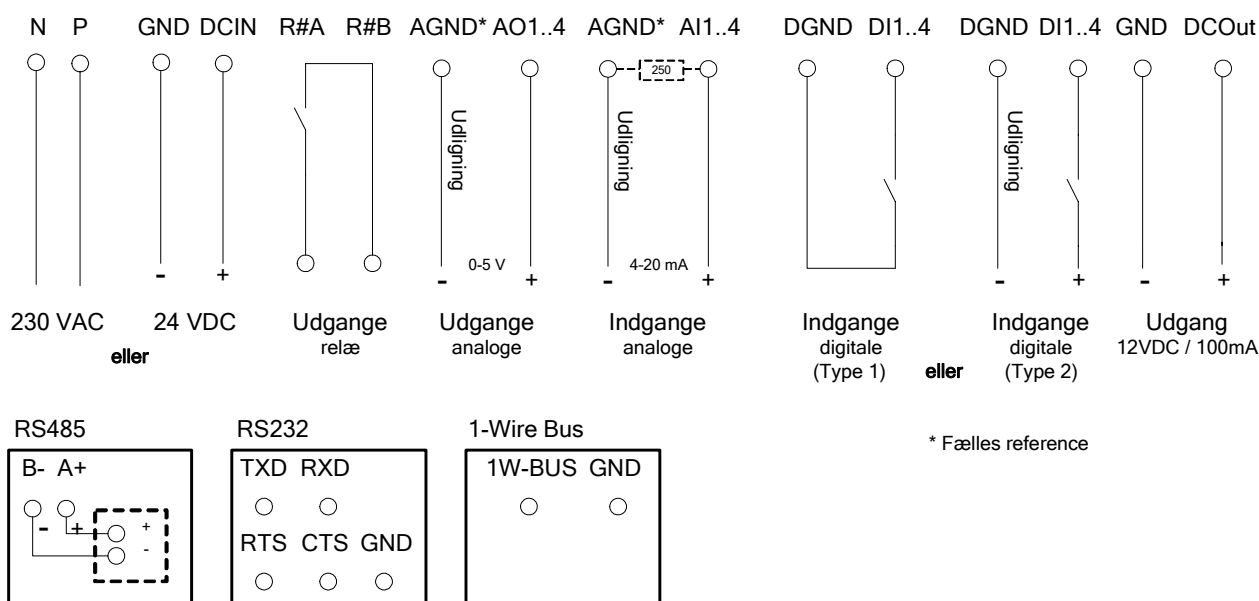 N P GND DCIN R#A R#B AGND* AO1..4 AGND* AI1..4 DGND DI1..4 DGND DI1..4 GND DCOut
250
Udligning Udligning Udligning
0-5 V 4-20 mA
- + - + - + - + - +
230 VAC 24 VDC Udgange Udgange Indgange Indgange Indgange Udgang
eller relæ analoge analoge digitale digitale 12VDC / 100mA
(Type 1) eller (Type 2)
RS485 RS232 1-Wire Bus
* Fælles reference
B- A+ TXD RXD 1W-BUS GND
- + +
-
RTS CTS GND